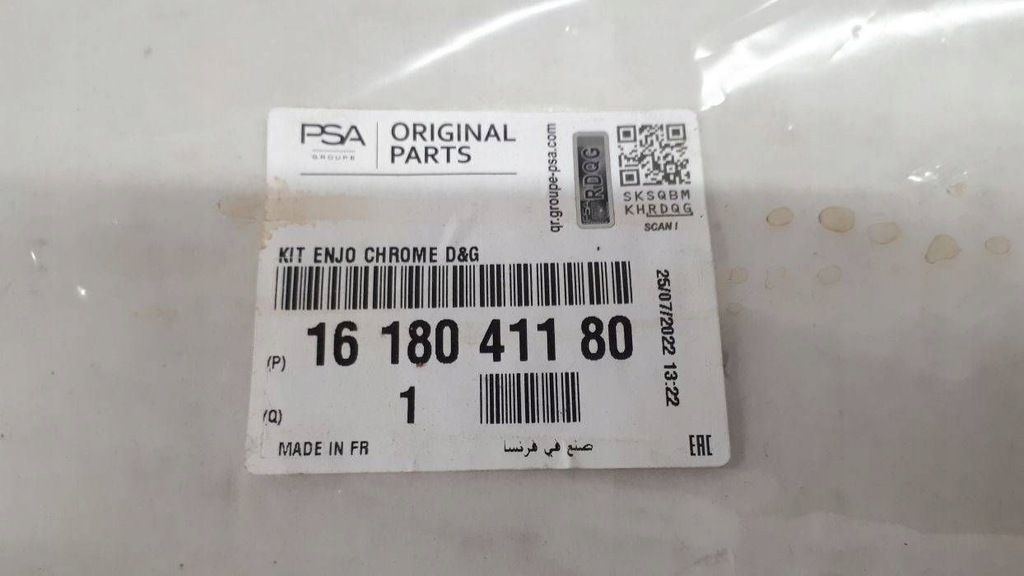 PSA
GROUPE
ORIGINAL
PARTS
qr.groupe-psa.com
RDQG
SKSQBM
KHRDQG
SCAN !
KIT ENJO CHROME D&G
(P) 16 180 411 80
25/07/2022 13:22
(Q) 1
MADE IN FR
صنع في فرنسا
EAC